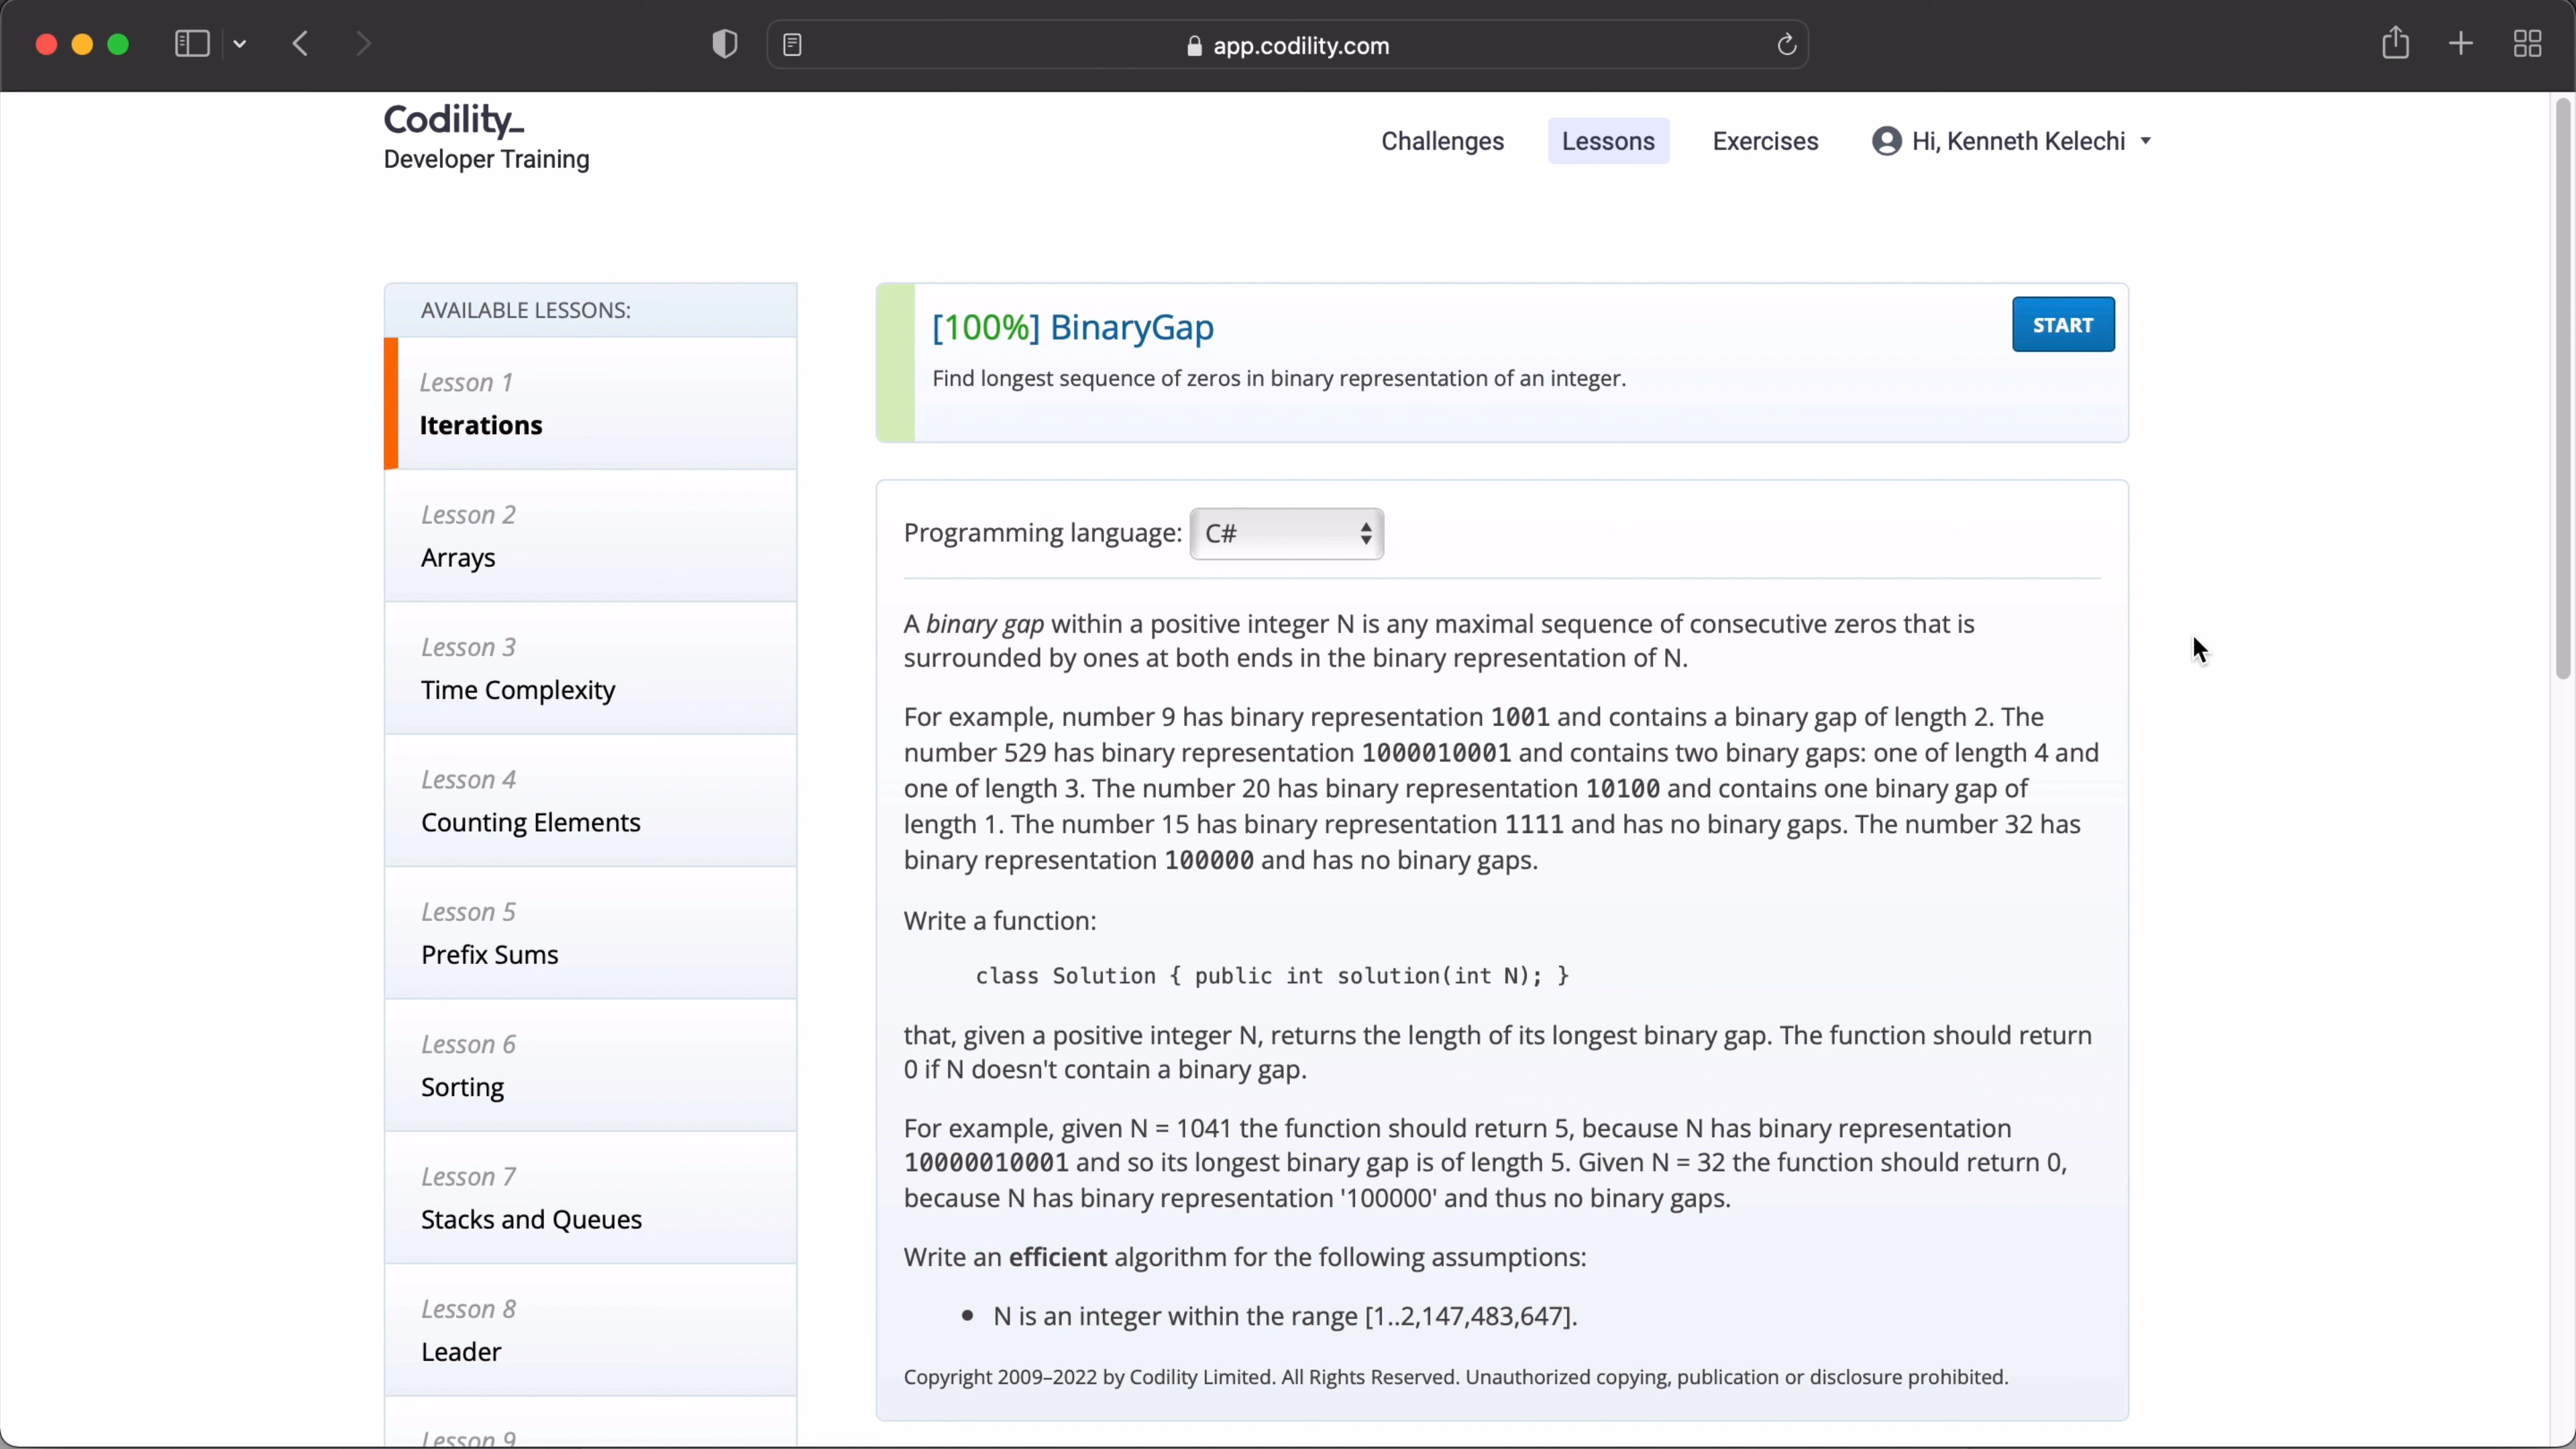 app.codility.com
Codility_
Developer Training
Challenges
Lessons
Exercises
Hi, Kenneth Kelechi
AVAILABLE LESSONS:
Lesson 1
Iterations
Lesson 2
Arrays
Lesson 3
Time Complexity
Lesson 4
Counting Elements
Lesson 5
Prefix Sums
Lesson 6
Sorting
Lesson 7
Stacks and Queues
Lesson 8
Leader
Lesson 9
[100%] BinaryGap
START
Find longest sequence of zeros in binary representation of an integer.
Programming language: C#
A binary gap within a positive integer N is any maximal sequence of consecutive zeros that is
surrounded by ones at both ends in the binary representation of N.
For example, number 9 has binary representation 1001 and contains a binary gap of length 2. The
number 529 has binary representation 1000010001 and contains two binary gaps: one of length 4 and
one of length 3. The number 20 has binary representation 10100 and contains one binary gap of
length 1. The number 15 has binary representation 1111 and has no binary gaps. The number 32 has
binary representation 100000 and has no binary gaps.
Write a function:
class Solution { public int solution(int N); }
that, given a positive integer N, returns the length of its longest binary gap. The function should return
0 if N doesn't contain a binary gap.
For example, given N = 1041 the function should return 5, because N has binary representation
10000010001 and so its longest binary gap is of length 5. Given N = 32 the function should return 0,
because N has binary representation '100000' and thus no binary gaps.
Write an efficient algorithm for the following assumptions:
• N is an integer within the range [1..2,147,483,647].
Copyright 2009–2022 by Codility Limited. All Rights Reserved. Unauthorized copying, publication or disclosure prohibited.